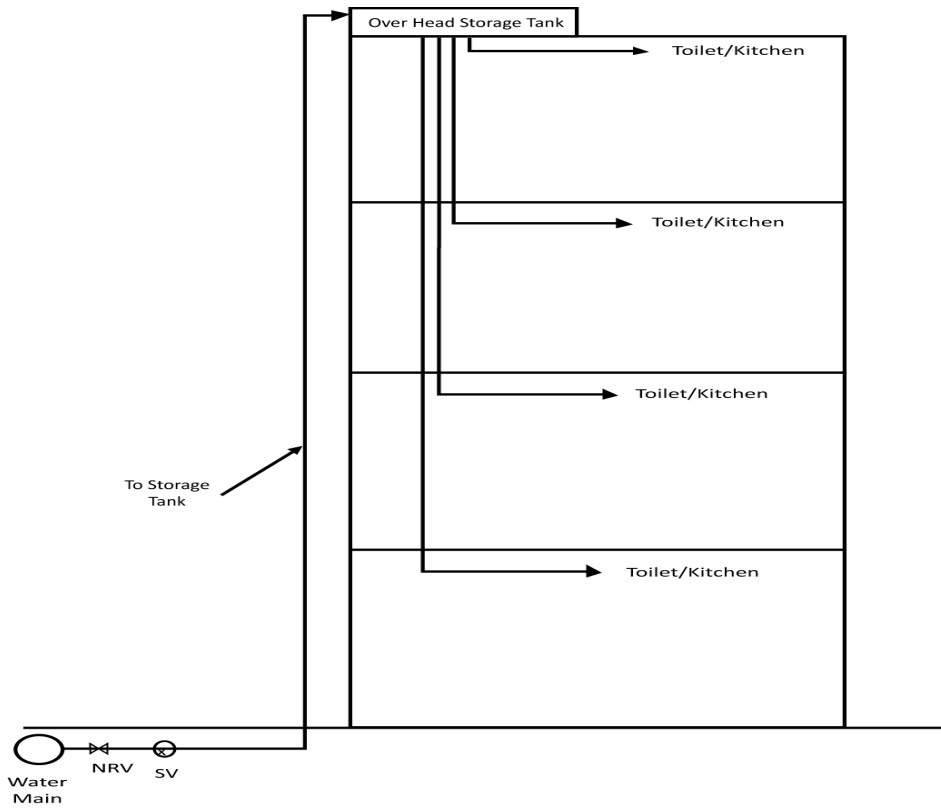 Over Head Storage Tank
Toilet/Kitchen
Toilet/Kitchen
Toilet/Kitchen
To Storage
Tank
Toilet/Kitchen
NRV
SV
Water
Main